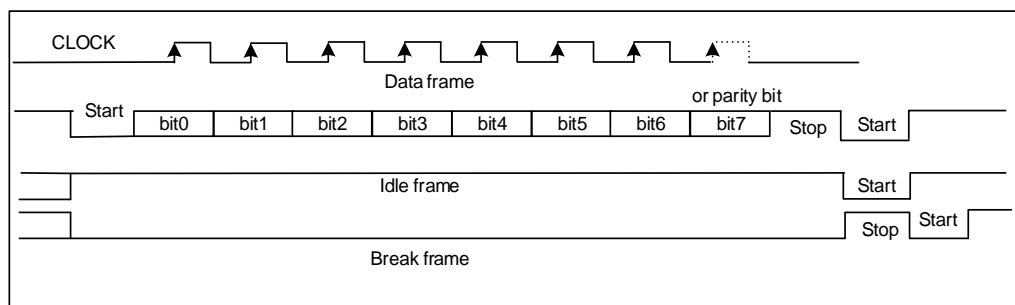 CLOCK
Data frame
or parity bit
Start bit0 bit1 bit2 bit3 bit4 bit5 bit6 bit7 Stop Start
Idle frame Start
Stop Start
Break frame